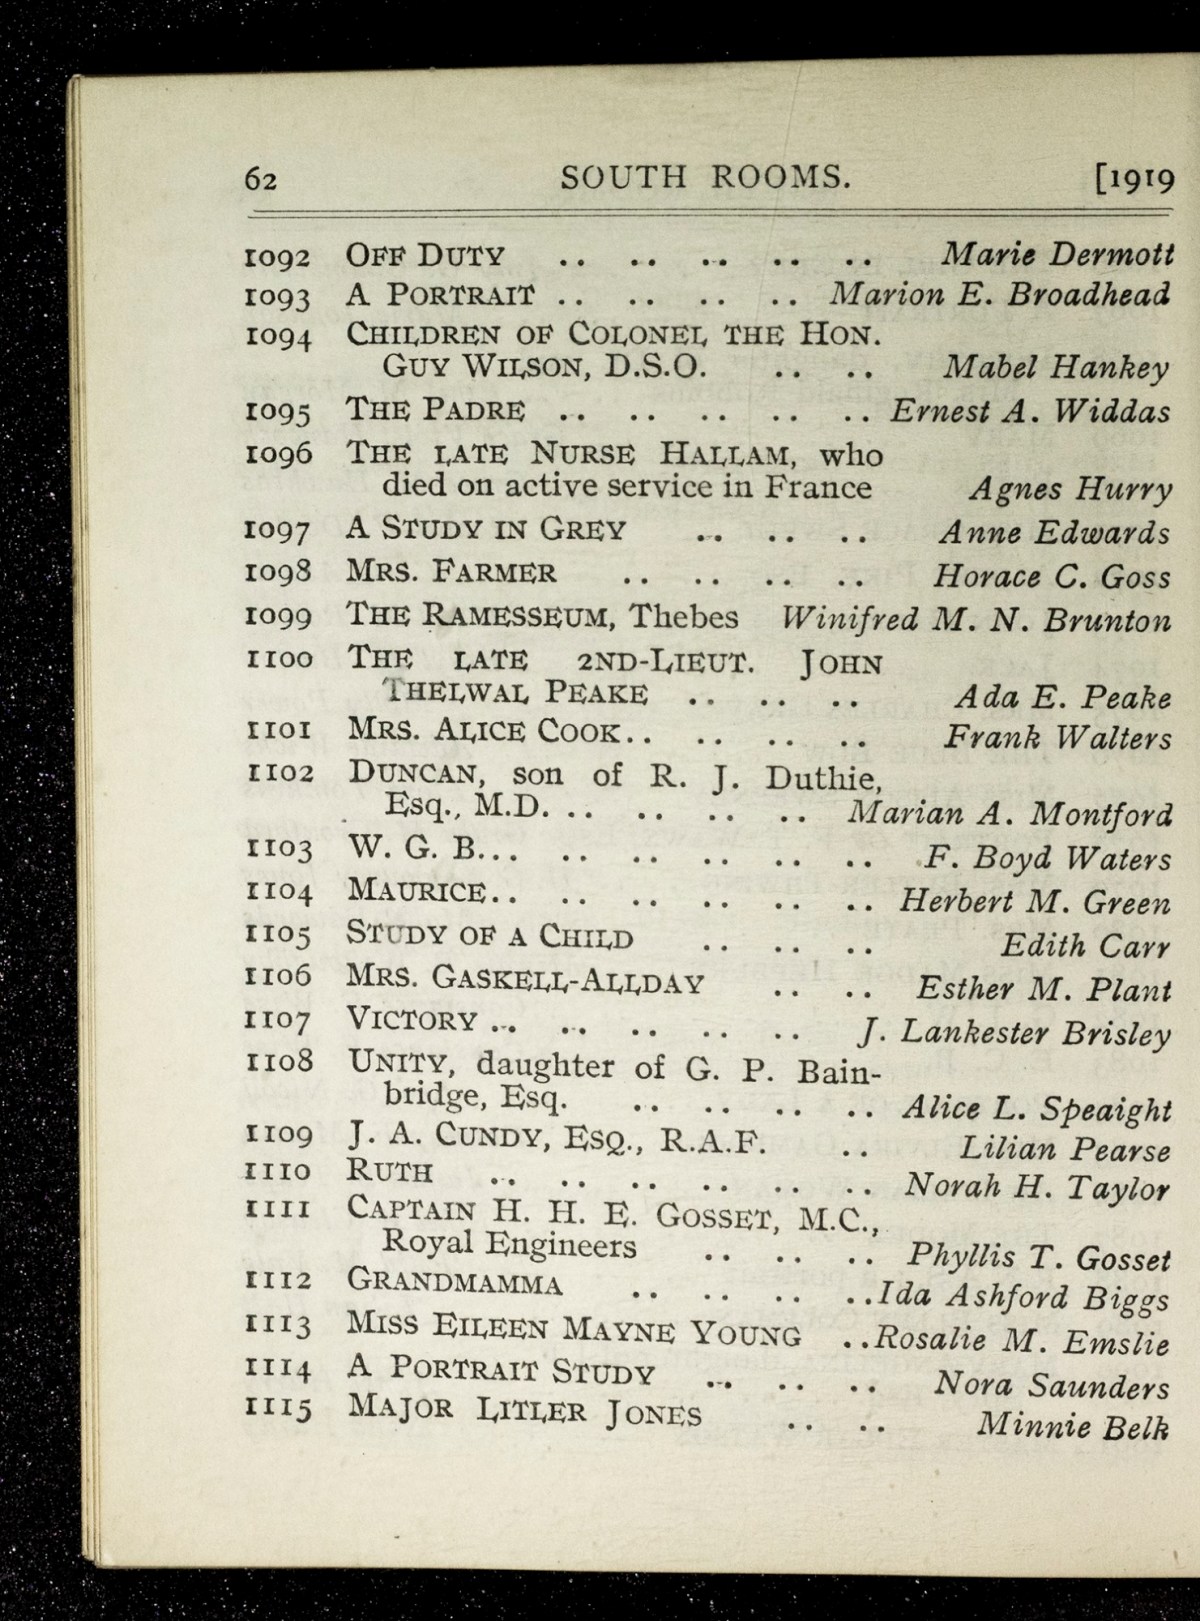 62 SOUTH ROOMS. [1919
1092 OFF DUTY .. .. .. .. .. Marie Dermott
1093 A PORTRAIT .. .. .. .. Marion E. Broadhead
1094 CHILDREN OF COLONEL THE HON.
GUY WILSON, D.S.O. .. .. Mabel Hankey
1095 THE PADRE .. .. .. .. .. Ernest A. Widdas
1096 THE LATE NURSE HALLAM, who
died on active service in France Agnes Hurry
1097 A STUDY IN GREY .. .. .. Anne Edwards
1098 MRS. FARMER .. .. .. .. Horace C. Goss
1099 THE RAMESSEUM, Thebes Winifred M. N. Brunton
1100 THE LATE 2ND-LIEUT. JOHN
THELWAL PEAKE .. .. .. Ada E. Peake
1101 MRS. ALICE COOK.. .. .. .. Frank Walters
1102 DUNCAN, son of R. J. Duthie,
Esq., M.D. .. .. .. .. Marian A. Montford
1103 W. G. B... .. .. .. .. .. F. Boyd Waters
1104 MAURICE.. .. .. .. .. .. Herbert M. Green
1105 STUDY OF A CHILD .. .. .. Edith Carr
1106 MRS. GASKELL-ALLDAY .. .. Esther M. Plant
1107 VICTORY .. .. .. .. .. J. Lankester Brisley
1108 UNITY, daughter of G. P. Bain-
bridge, Esq. .. .. .. .. Alice L. Speaight
1109 J. A. CUNDY, ESQ., R.A.F. .. Lilian Pearse
1110 RUTH .. .. .. .. .. .. Norah H. Taylor
1111 CAPTAIN H. H. E. GOSSET, M.C.,
Royal Engineers .. .. .. Phyllis T. Gosset
1112 GRANDMAMMA .. .. .. ..Ida Ashford Biggs
1113 MISS EILEEN MAYNE YOUNG ..Rosalie M. Emslie
1114 A PORTRAIT STUDY .. .. .. Nora Saunders
1115 MAJOR LITLER JONES .. .. Minnie Belk